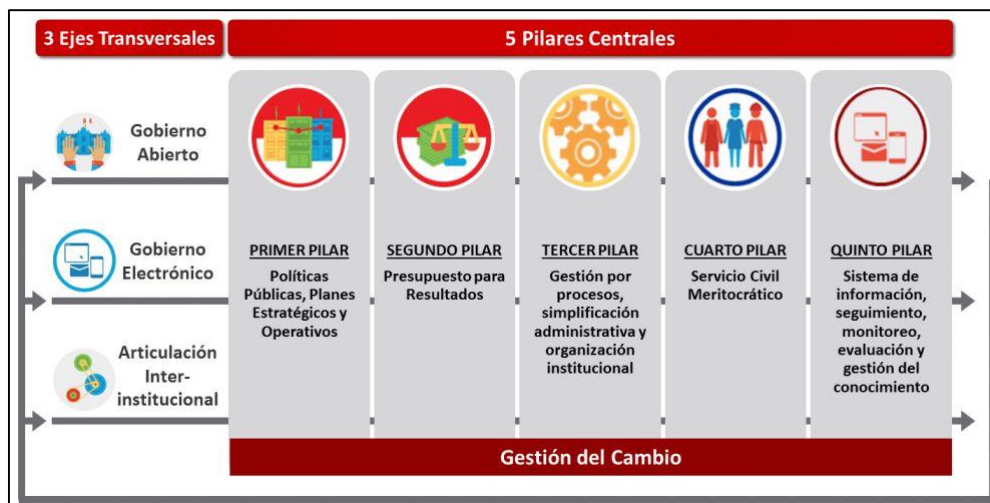 3 Ejes Transversales
5 Pilares Centrales
Gobierno
Abierto
Gobierno
Electrónico
Articulación
Inter-
institucional
PRIMER PILAR
Políticas
Públicas, Planes
Estratégicos y
Operativos
SEGUNDO PILAR
Presupuesto para
Resultados
TERCER PILAR
Gestión por
procesos,
simplificación
administrativa y
organización
institucional
CUARTO PILAR
Servicio Civil
Meritocrático
QUINTO PILAR
Sistema de
información,
seguimiento,
monitoreo,
evaluación y
gestión del
conocimiento
Gestión del Cambio